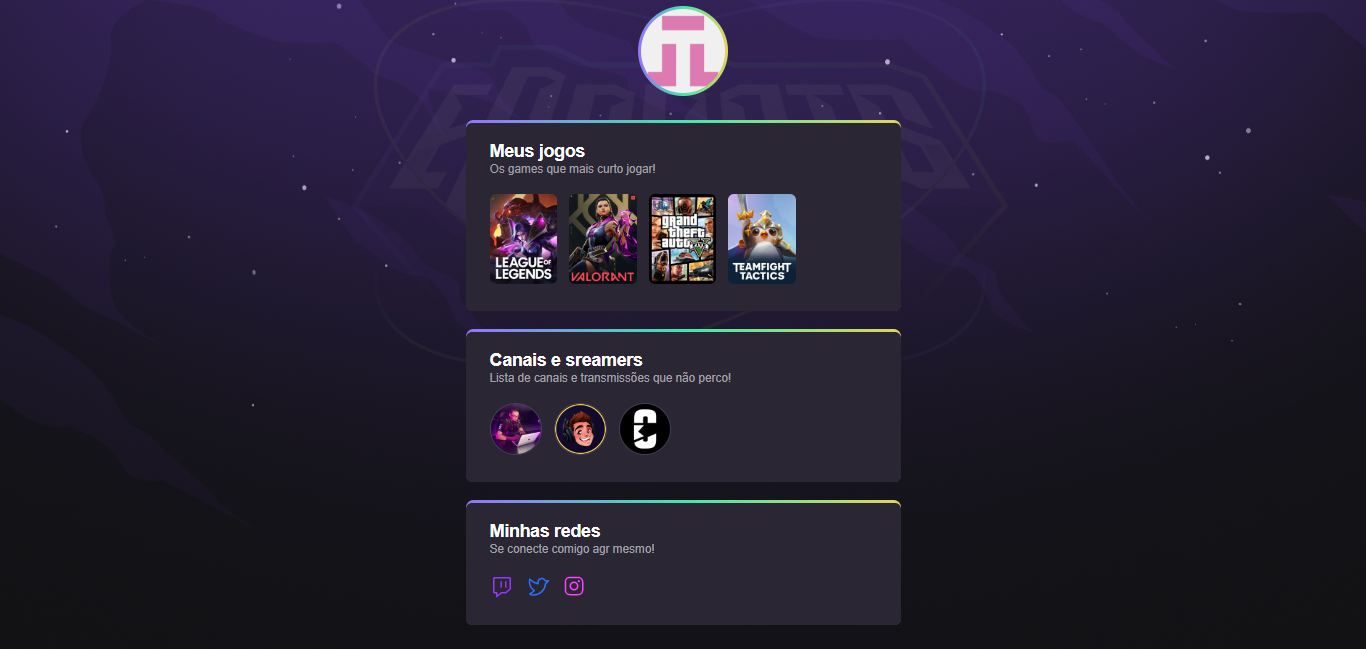 Meus jogos
Os games que mais curto jogar!
LEAGUE OF
LEGENDS
VALORANT
grand
theft
auto V
TEAMFIGHT
TACTICS
Canais e sreamers
Lista de canais e transmissões que não perco!
Minhas redes
Se conecte comigo agr mesmo!